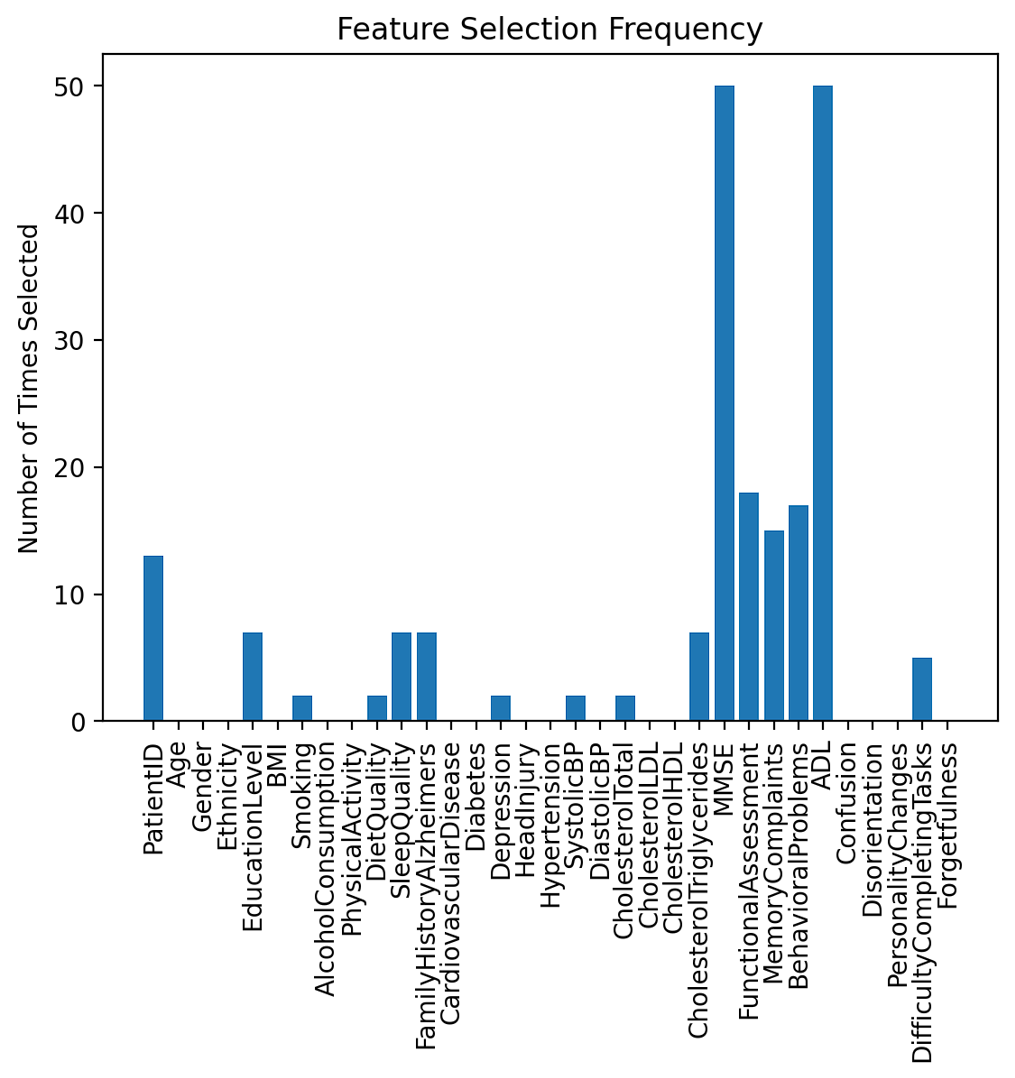 Feature Selection Frequency
Number of Times Selected
50
40
30
20
10
0
PatientID
Age
Gender
Ethnicity
EducationLevel
BMI
Smoking
AlcoholConsumption
PhysicalActivity
DietQuality
SleepQuality
FamilyHistoryAlzheimers
CardiovascularDisease
Diabetes
Depression
HeadInjury
Hypertension
SystolicBP
DiastolicBP
CholesterolTotal
CholesterolLDL
CholesterolHDL
CholesterolTriglycerides
MMSE
FunctionalAssessment
MemoryComplaints
BehavioralProblems
ADL
Confusion
Disorientation
PersonalityChanges
DifficultyCompletingTasks
Forgetfulness